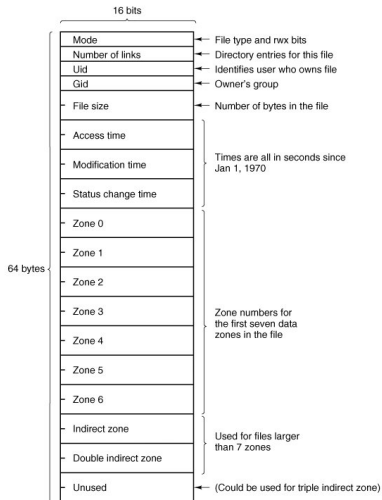 16 bits
Mode
File type and rwx bits
Number of links
Directory entries for this file
Uid
Identifies user who owns file
Gid
Owner's group
File size
Number of bytes in the file
Access time
Modification time
Status change time
Times are all in seconds since
Jan 1, 1970
64 bytes
Zone 0
Zone 1
Zone 2
Zone 3
Zone 4
Zone 5
Zone 6
Zone numbers for
the first seven data
zones in the file
Indirect zone
Double indirect zone
Used for files larger
than 7 zones
Unused
(Could be used for triple indirect zone)